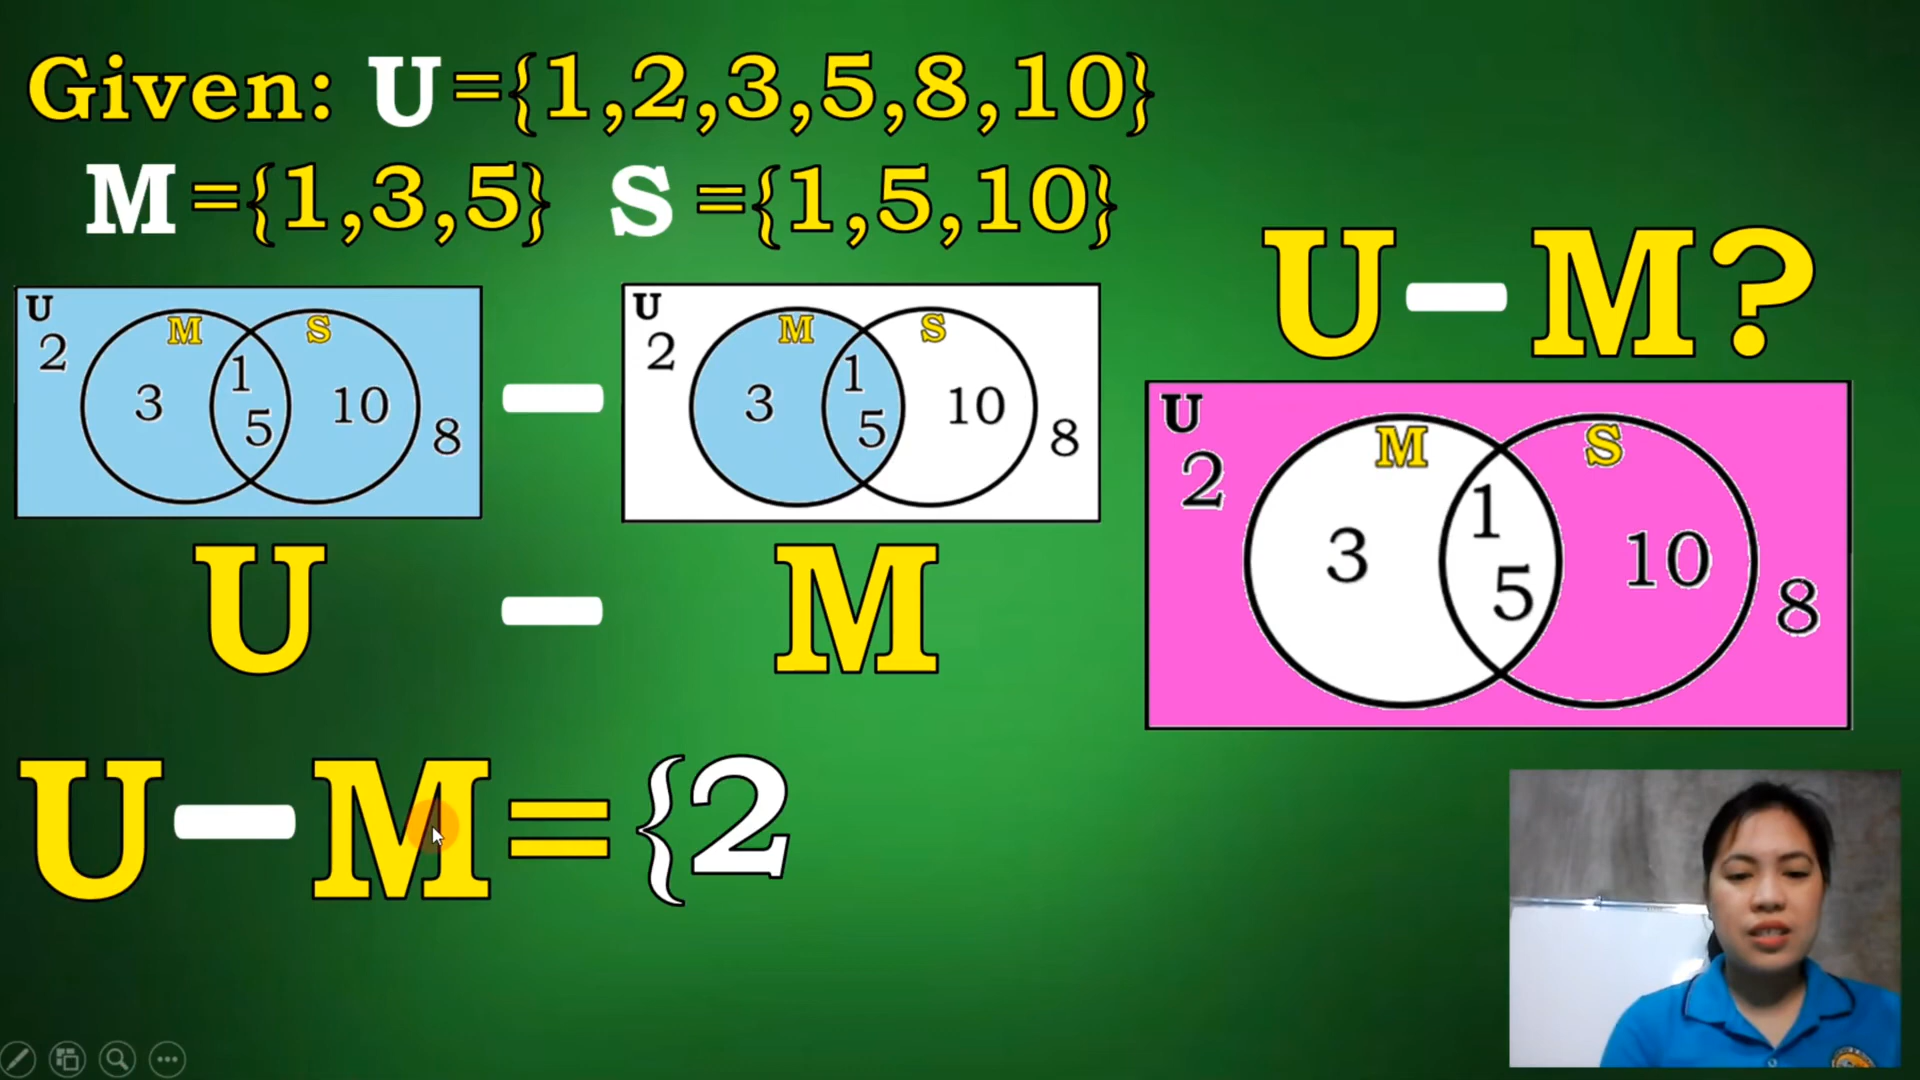 Given: U={1,2,3,5,8,10}
M={1,3,5} S={1,5,10}
U-M?
U
2
M
S
3
1
5
10
8
U
2
M
S
3
1
5
10
8
U
2
M
S
3
1
5
10
8
U - M
U-M={2